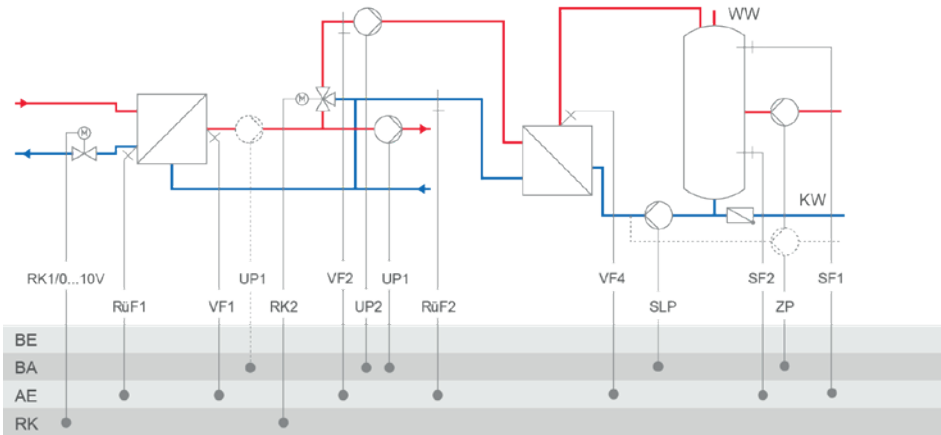 WW
M
M
KW
RK1/0...10V UP1 VF2 UP1 VF4 SF2 SF1
RüF1 VF1 RK2 UP2 RüF2 SLP ZP
BE
BA
AE
RK